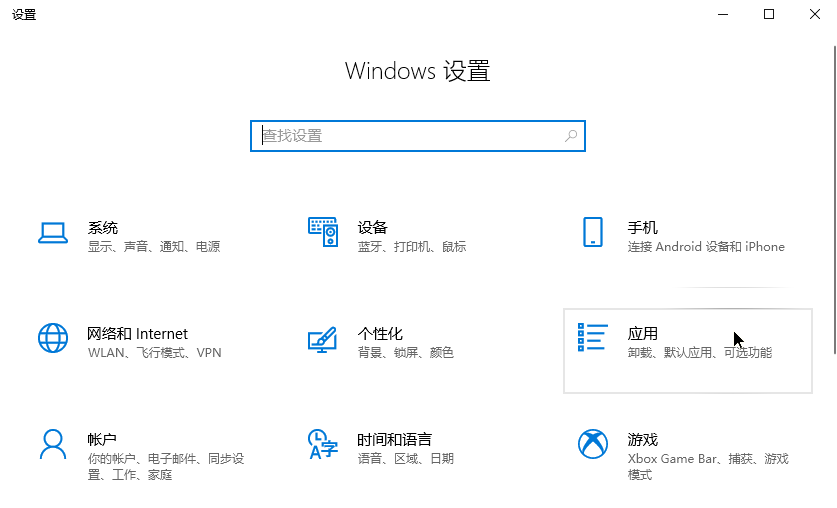 设置
Windows 设置
查找设置
系统
显示、声音、通知、电源
设备
蓝牙、打印机、鼠标
手机
连接 Android 设备和 iPhone
网络和 Internet
WLAN、飞行模式、VPN
个性化
背景、锁屏、颜色
应用
卸载、默认应用、可选功能
帐户
你的帐户、电子邮件、同步设
置、工作、家庭
时间和语言
语音、区域、日期
游戏
Xbox Game Bar、捕获、游戏
模式